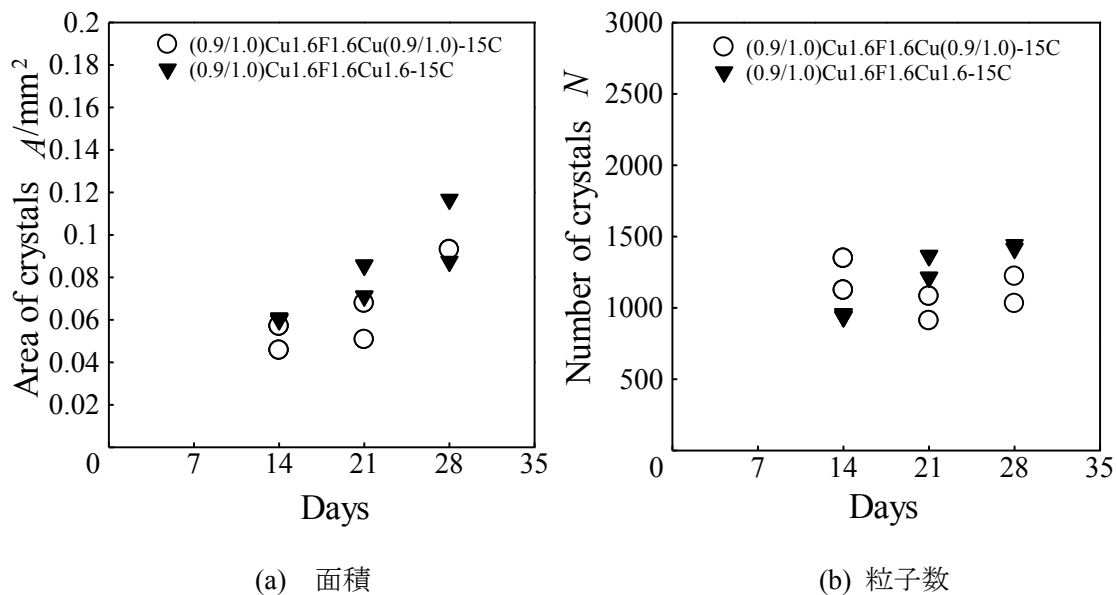 0.2
0.18
0.16
0.14
0.12
0.1
0.08
0.06
0.04
0.02
0
Area of crystals A/mm²
(0.9/1.0)Cu1.6F1.6Cu(0.9/1.0)-15C
(0.9/1.0)Cu1.6F1.6Cu1.6-15C
7 14 21 28 35
Days
(a) 面積
3000
2500
2000
1500
1000
500
0
Number of crystals N
(0.9/1.0)Cu1.6F1.6Cu(0.9/1.0)-15C
(0.9/1.0)Cu1.6F1.6Cu1.6-15C
7 14 21 28 35
Days
(b) 粒子数